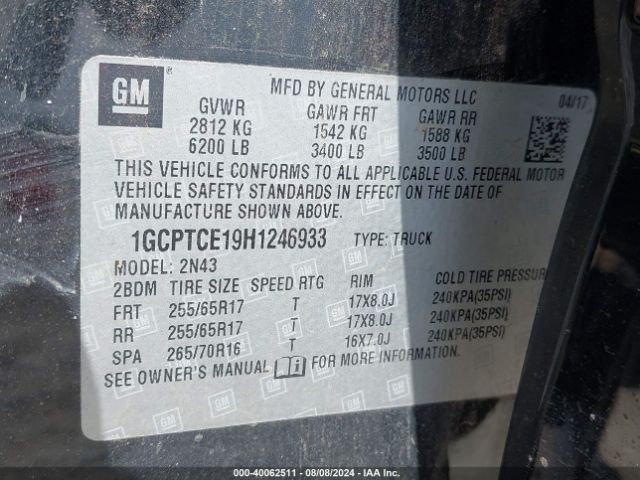 GM
®
MFD BY GENERAL MOTORS LLC 04/17
GVWR GAWR FRT GAWR RR
2812 KG 1542 KG 1588 KG
6200 LB 3400 LB 3500 LB
THIS VEHICLE CONFORMS TO ALL APPLICABLE U.S. FEDERAL MOTOR
VEHICLE SAFETY STANDARDS IN EFFECT ON THE DATE OF
MANUFACTURE SHOWN ABOVE.
1GCPTCE19H1246933 TYPE: TRUCK
MODEL: 2N43
2BDM TIRE SIZE SPEED RTG RIM COLD TIRE PRESSURE
FRT 255/65R17 T 17X8.0J 240KPA(35PSI)
RR 255/65R17 T 17X8.0J 240KPA(35PSI)
SPA 265/70R16 T 16X7.0J 240KPA(35PSI)
SEE OWNER'S MANUAL FOR MORE INFORMATION.
000-40062511 - 08/08/2024 - IAA Inc.